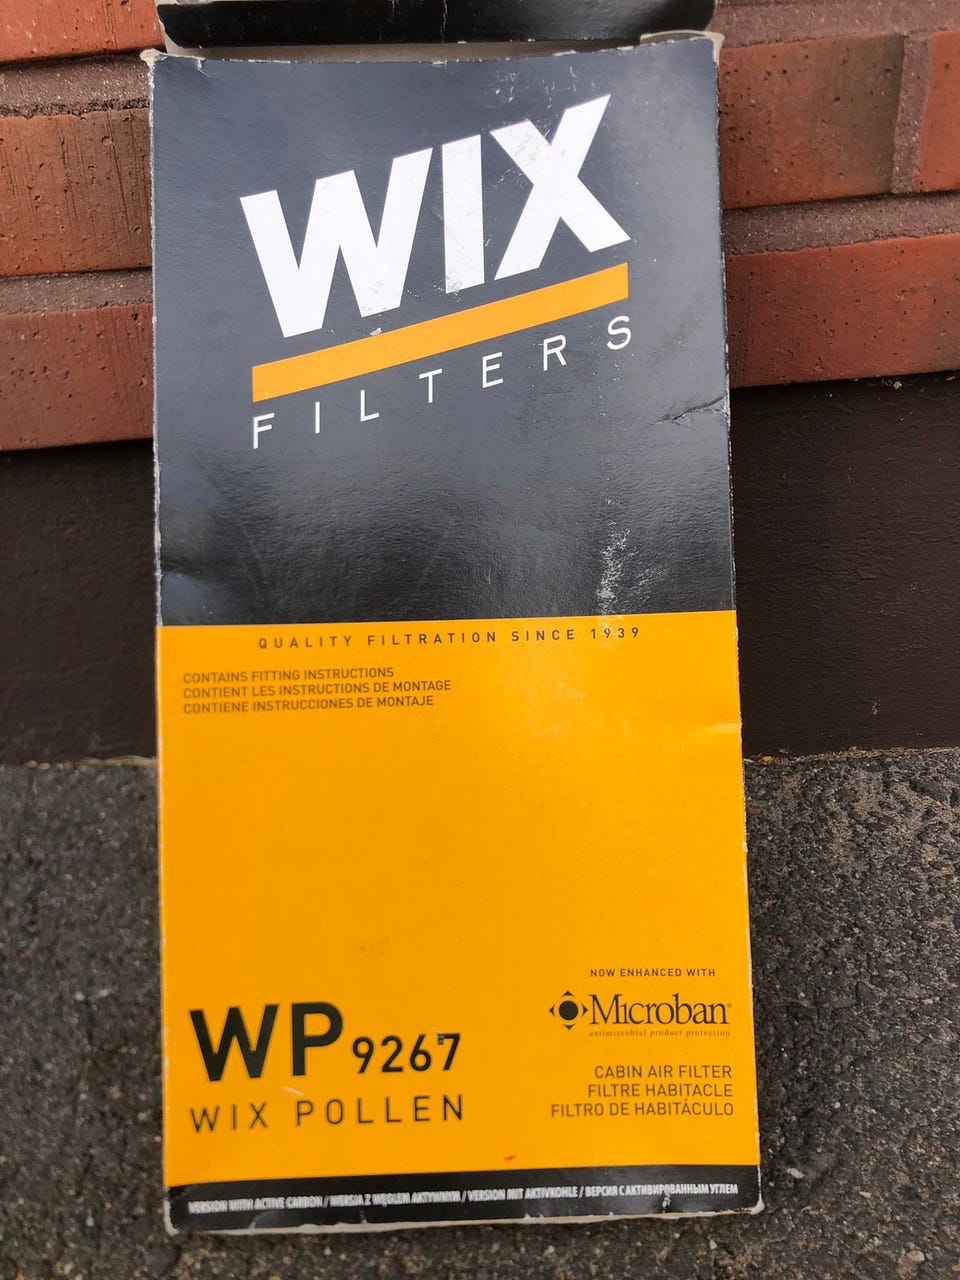 WIX
FILTERS
QUALITY FILTRATION SINCE 1939
CONTAINS FITTING INSTRUCTIONS
CONTIENT LES INSTRUCTIONS DE MONTAGE
CONTIENE INSTRUCCIONES DE MONTAJE
NOW ENHANCED WITH
Microban®
antimicrobial product protection
WP 9267
WIX POLLEN
CABIN AIR FILTER
FILTRE HABITACLE
FILTRO DE HABITÁCULO
VERSION WITH ACTIVE CARBON / WERSJA Z WĘGLEM AKTYWNYM / VERSION MIT AKTIVKOHLE / ВЕРСИЯ С АКТИВИРОВАННЫМ УГЛЕМ